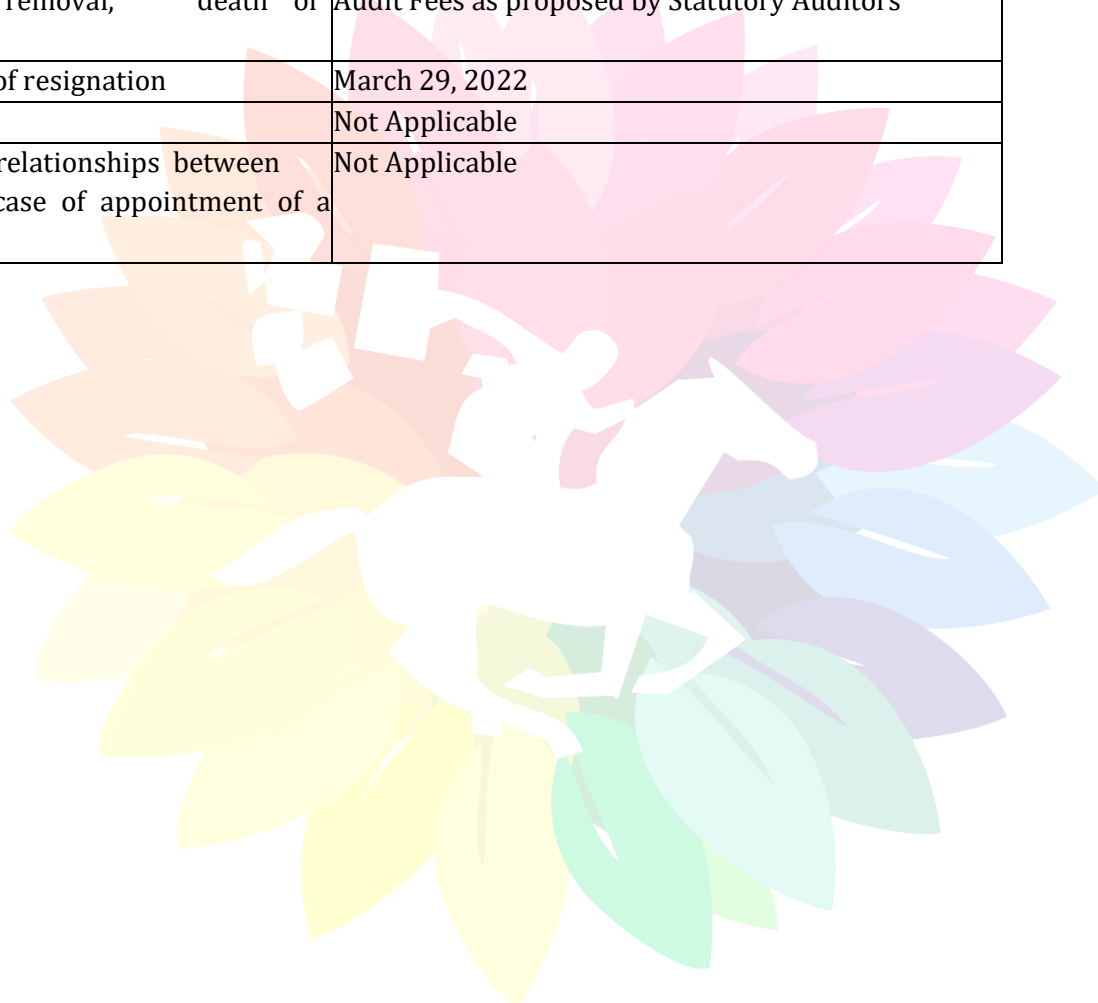 removal, death or Audit Fees as proposed by Statutory Auditors
of resignation March 29, 2022
Not Applicable
relationships between Not Applicable
case of appointment of a